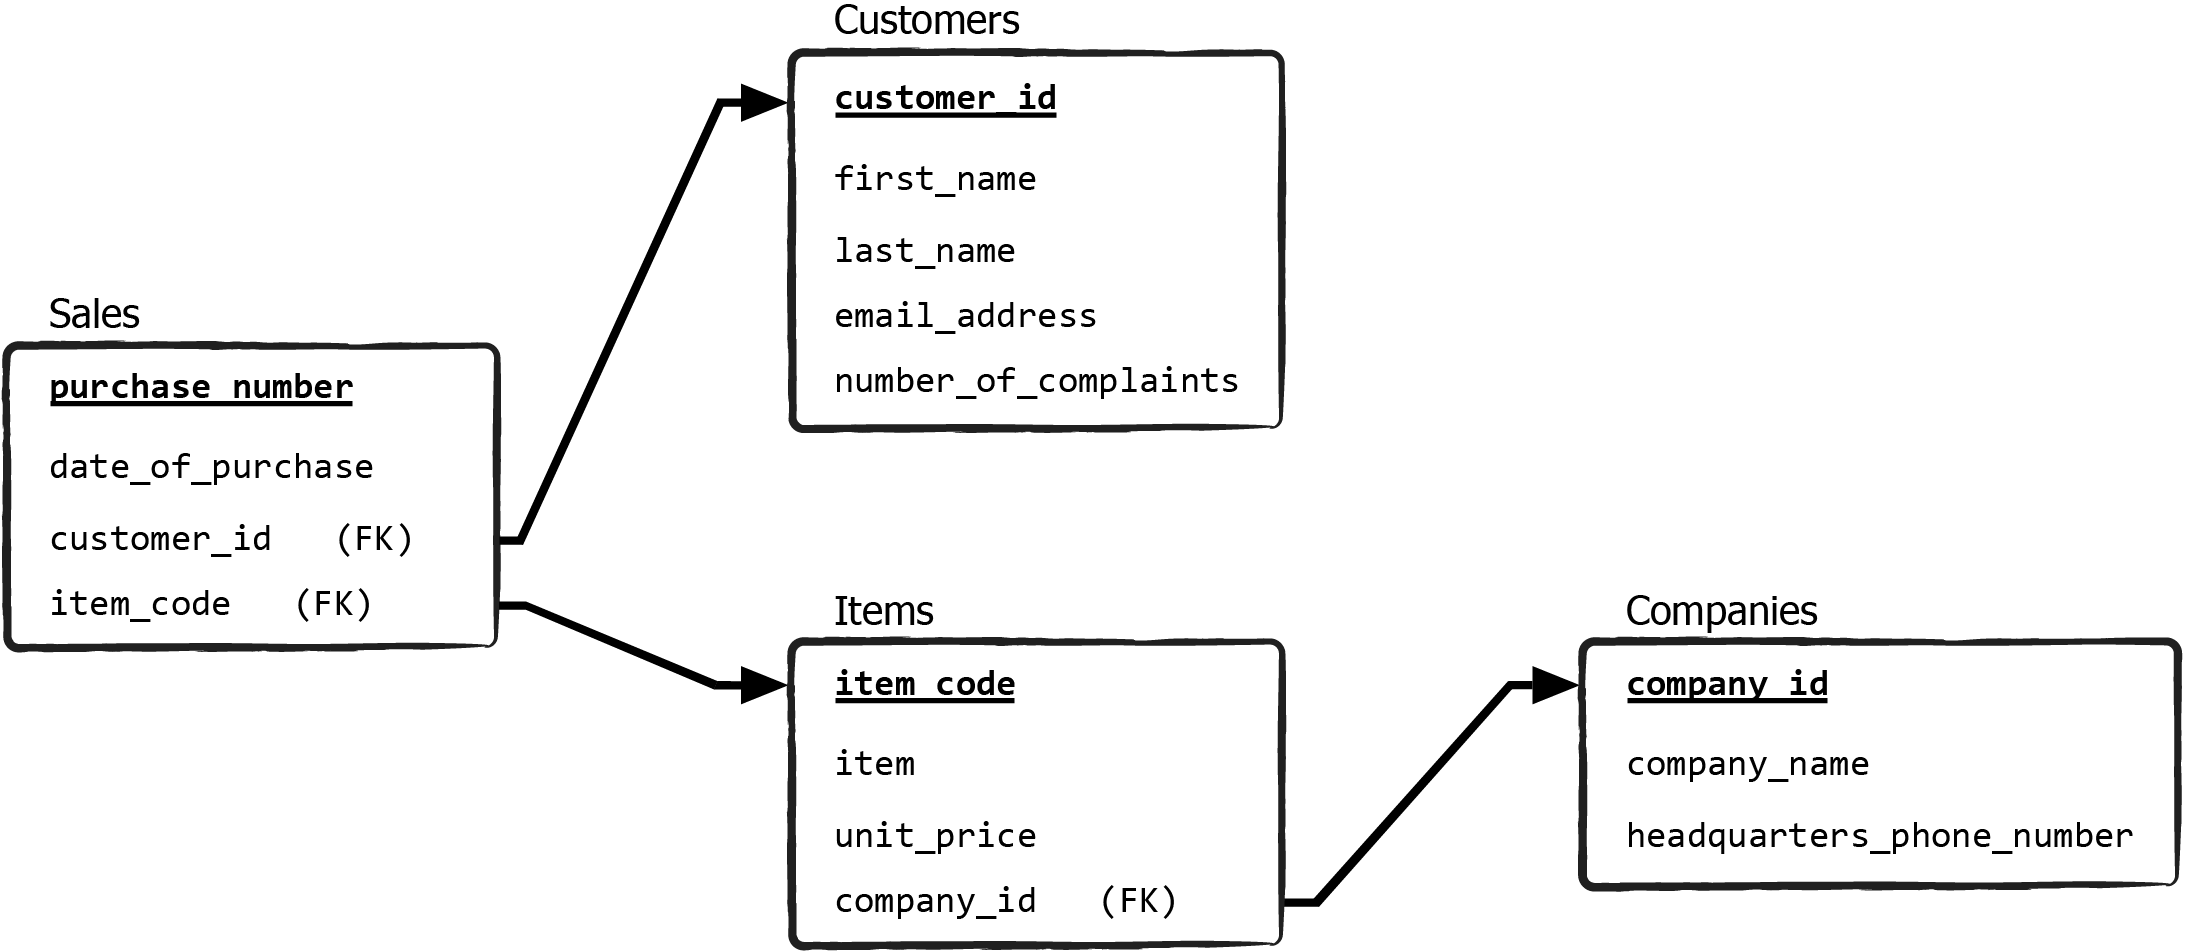 Customers
customer_id
first_name
last_name
email_address
number_of_complaints
Sales
purchase_number
date_of_purchase
customer_id (FK)
item_code (FK)
Items
item_code
item
unit_price
company_id (FK)
Companies
company_id
company_name
headquarters_phone_number